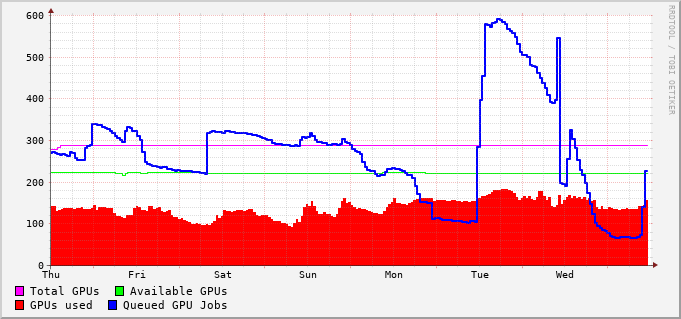 600
500
400
300
200
100
0
Thu Fri Sat Sun Mon Tue Wed
Total GPUs Available GPUs
GPUs used Queued GPU Jobs
RRDTOOL / TOBI OETIKER